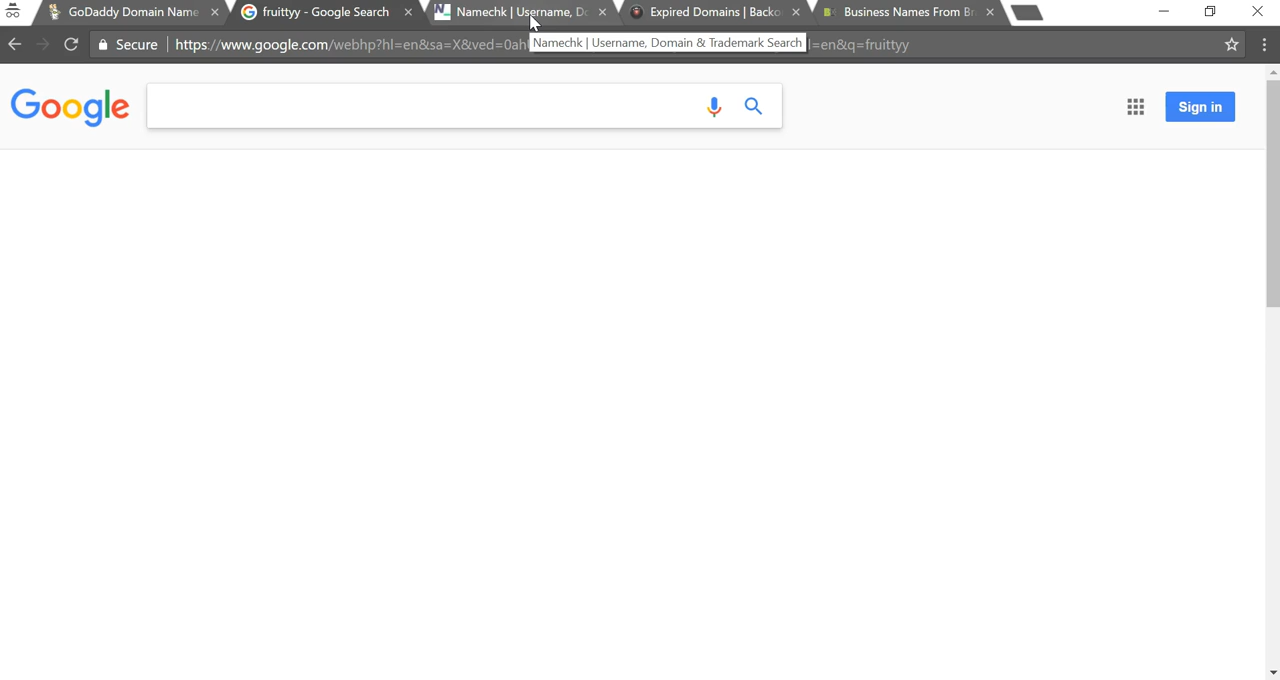 GoDaddy Domain Name
fruittyy - Google Search
Namechk | Username, Do
Expired Domains | Backo
Business Names From Br
Secure
https://www.google.com/webhp?hl=en&sa=X&ved=0ah
l=en&q=fruittyy
Namechk | Username, Domain & Trademark Search
Google
Sign in